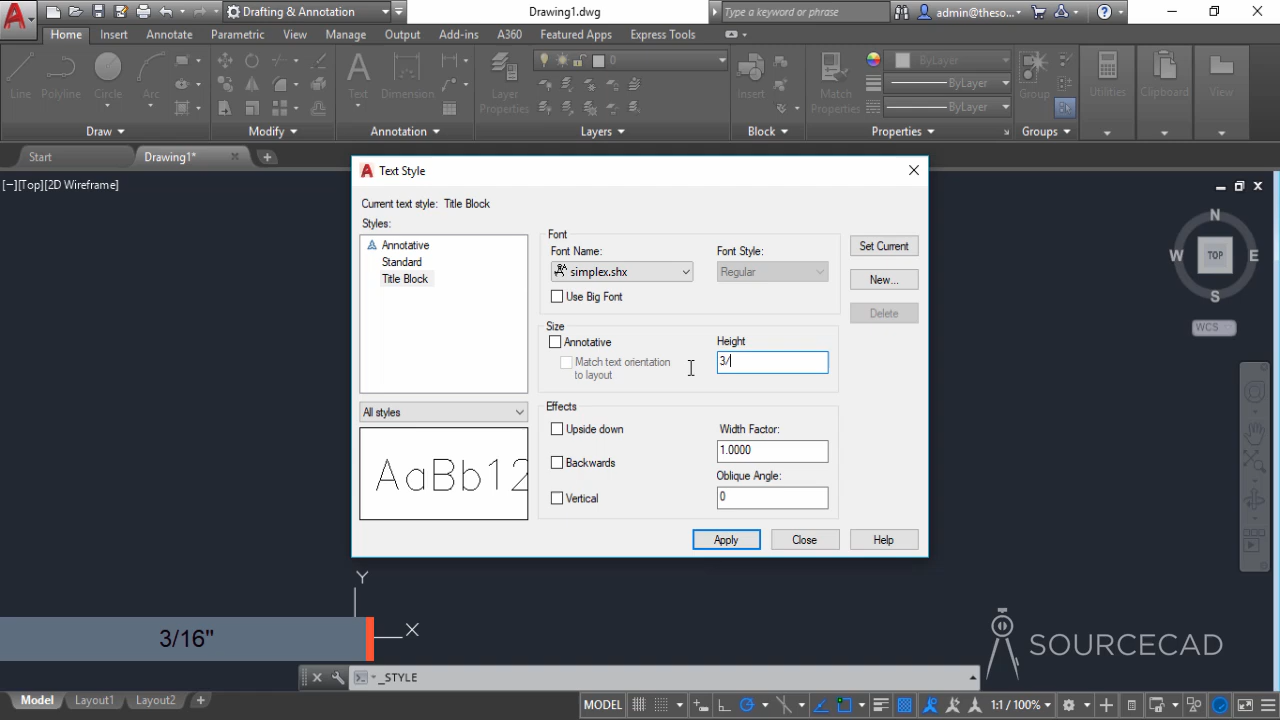 Drafting & Annotation
Drawing1.dwg
Type a keyword or phrase
admin@theso...
Home Insert Annotate Parametric View Manage Output Add-ins A360 Featured Apps Express Tools
0
ByLayer
ByLayer
ByLayer
Line Polyline Circle Arc Text Dimension Layer Properties Insert Match Properties Group Utilities Clipboard View
Draw Modify Annotation Layers Block Properties Groups
Start Drawing1*
[−][Top][2D Wireframe]
Text Style
Current text style: Title Block
Styles:
Annotative
Standard
Title Block
All styles
AaBb12
Font
Font Name:
simplex.shx
Use Big Font
Font Style:
Regular
Size
Annotative
Match text orientation
to layout
Height
3/
Effects
Upside down
Backwards
Vertical
Width Factor:
1.0000
Oblique Angle:
0
Set Current
New...
Delete
Apply Close Help
N
W TOP E
S
WCS
Y
X
3/16"
SOURCECAD
_STYLE
Model Layout1 Layout2
MODEL 1:1 / 100%